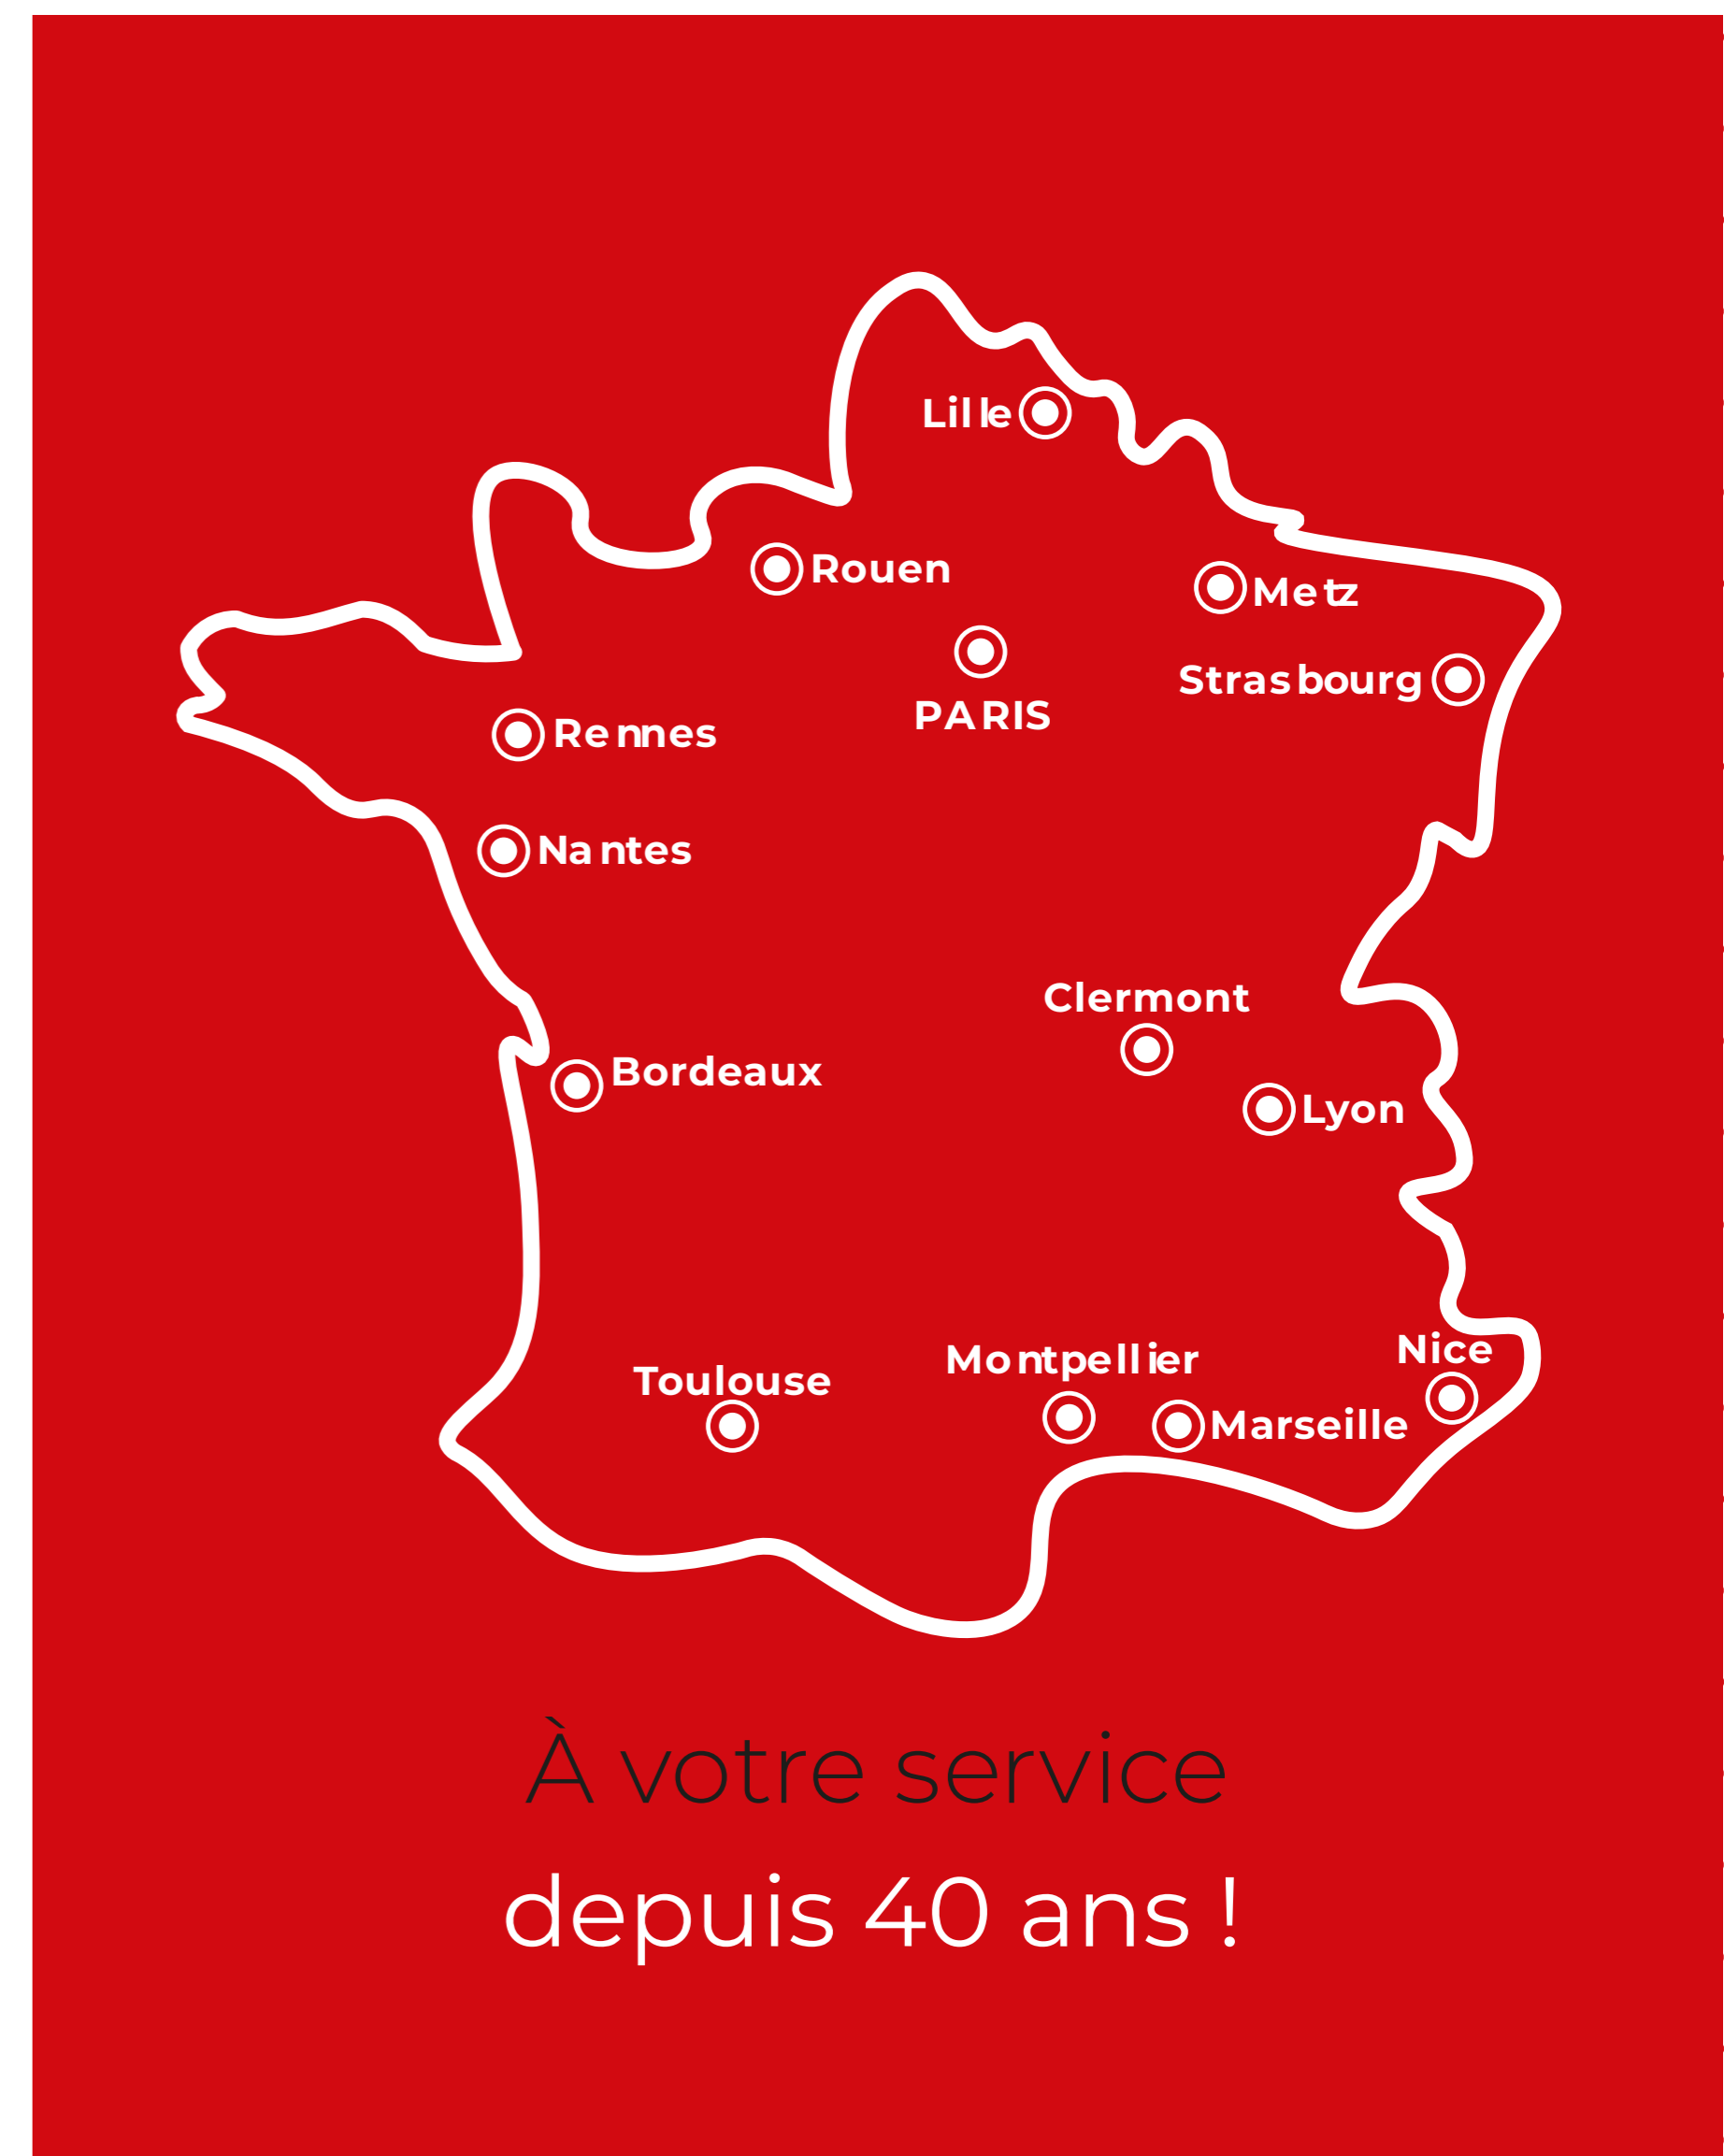 Lille
Rouen
Metz
PARIS
Strasbourg
Rennes
Nantes
Clermont
Bordeaux
Lyon
Nice
Montpellier
Toulouse
Marseille
À votre service
depuis 40 ans !